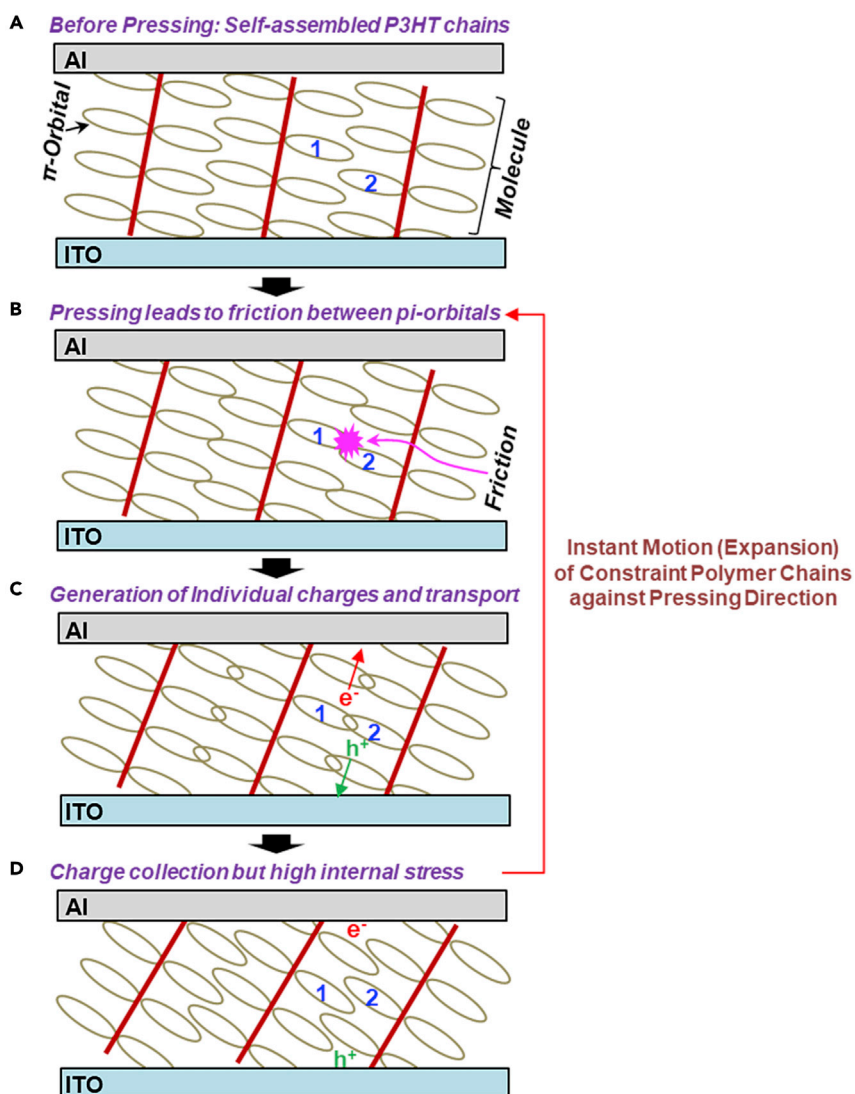 A Before Pressing: Self-assembled P3HT chains
Al
π-Orbital
1
2
Molecule
ITO
B Pressing leads to friction between pi-orbitals
Al
1
2
Friction
ITO
Instant Motion (Expansion)
of Constraint Polymer Chains
against Pressing Direction
C Generation of Individual charges and transport
Al
e-
1
2
h+
ITO
D Charge collection but high internal stress
Al
e-
1
2
h+
ITO